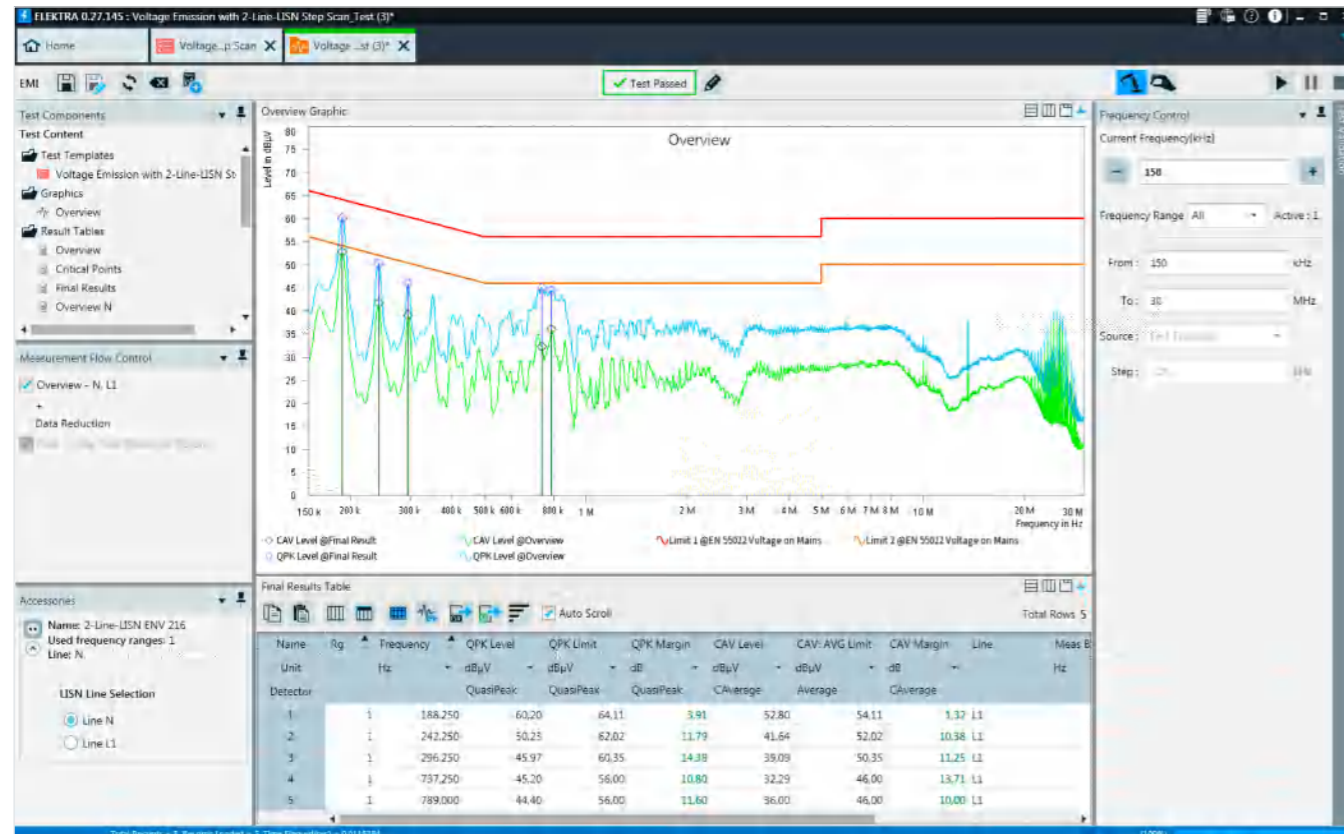 ELEKTRA 0.27.145 : Voltage Emission with 2-Line-LISN Step Scan_Test (3)*
Home
Voltage...p Scan
Voltage ...st (3)*
EMI
Test Passed
Test Components
Test Content
Test Templates
Voltage Emission with 2-Line-LISN St
Graphics
Overview
Result Tables
Overview
Critical Points
Final Results
Overview N
Measurement Flow Control
Overview - N, L1
+
Data Reduction
Accessories
Name: 2-Line-LISN ENV 216
Used frequency ranges: 1
Line: N
LISN Line Selection
Line N
Line L1
Overview Graphic
Overview
Level in dBµV
80
75
70
65
60
55
50
45
40
35
30
25
20
15
10
5
0
150 k 200 k 300 k 400 k 500 k 600 k 800 k 1 M 2 M 3 M 4 M 5 M 6 M 7 M 8 M 10 M 20 M 30 M
Frequency in Hz
CAV Level @Final Result CAV Level @Overview Limit 1 @EN 55022 Voltage on Mains Limit 2 @EN 55022 Voltage on Mains
QPK Level @Final Result QPK Level @Overview
Final Results Table
Auto Scroll
Total Rows 5
Name Rg Frequency QPK Level QPK Limit QPK Margin CAV Level CAV: AVG Limit CAV Margin Line Meas B
Unit Hz dBµV dBµV dB dBµV dBµV dB Hz
Detector QuasiPeak QuasiPeak QuasiPeak CAverage Average CAverage
1 1 188.250 60,20 64,11 3,91 52,80 54,11 1,32 L1
2 1 242.250 50,23 62,02 11,79 41,64 52,02 10,38 L1
3 1 296.250 45,97 60,35 14,38 39,09 50,35 11,25 L1
4 1 737.250 45,20 56,00 10,80 32,29 46,00 13,71 L1
5 1 789.000 44,40 56,00 11,60 36,00 46,00 10,00 L1
Frequency Control
Current Frequency[kHz]
150
Frequency Range All Active : 1
From : 150 kHz
To : 30 MHz
Source :
Step : kHz